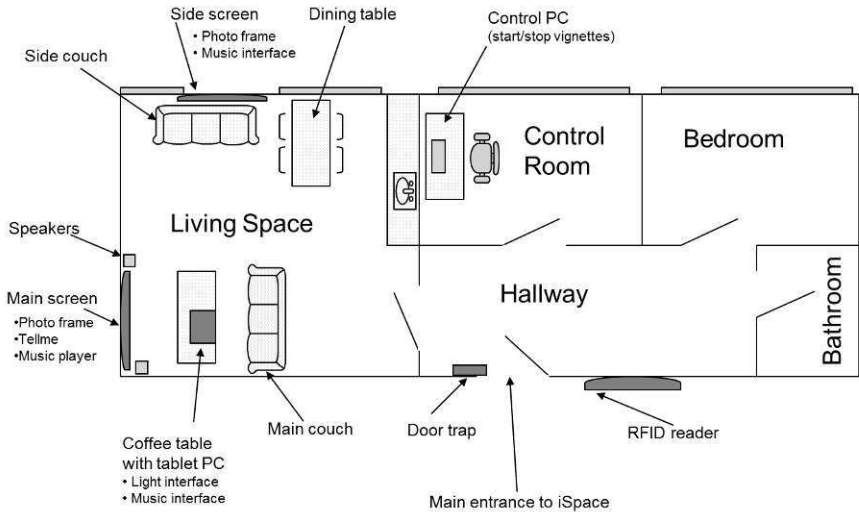 Side screen
• Photo frame
• Music interface
Dining table
Control PC
(start/stop vignettes)
Side couch
Control
Room
Bedroom
Living Space
Speakers
Main screen
•Photo frame
•Tellme
•Music player
Hallway
Bathroom
Main couch
Door trap
RFID reader
Coffee table
with tablet PC
• Light interface
• Music interface
Main entrance to iSpace